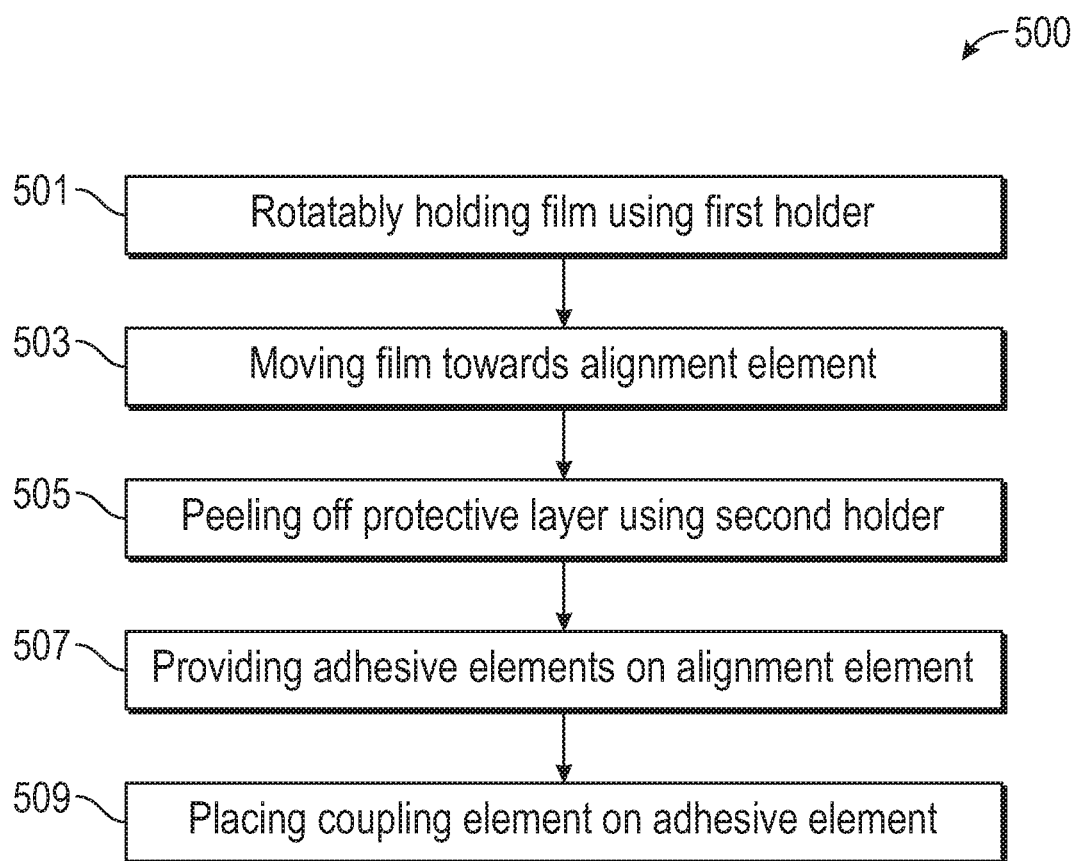 500
501
Rotatably holding film using first holder
503
Moving film towards alignment element
505
Peeling off protective layer using second holder
507
Providing adhesive elements on alignment element
509
Placing coupling element on adhesive element